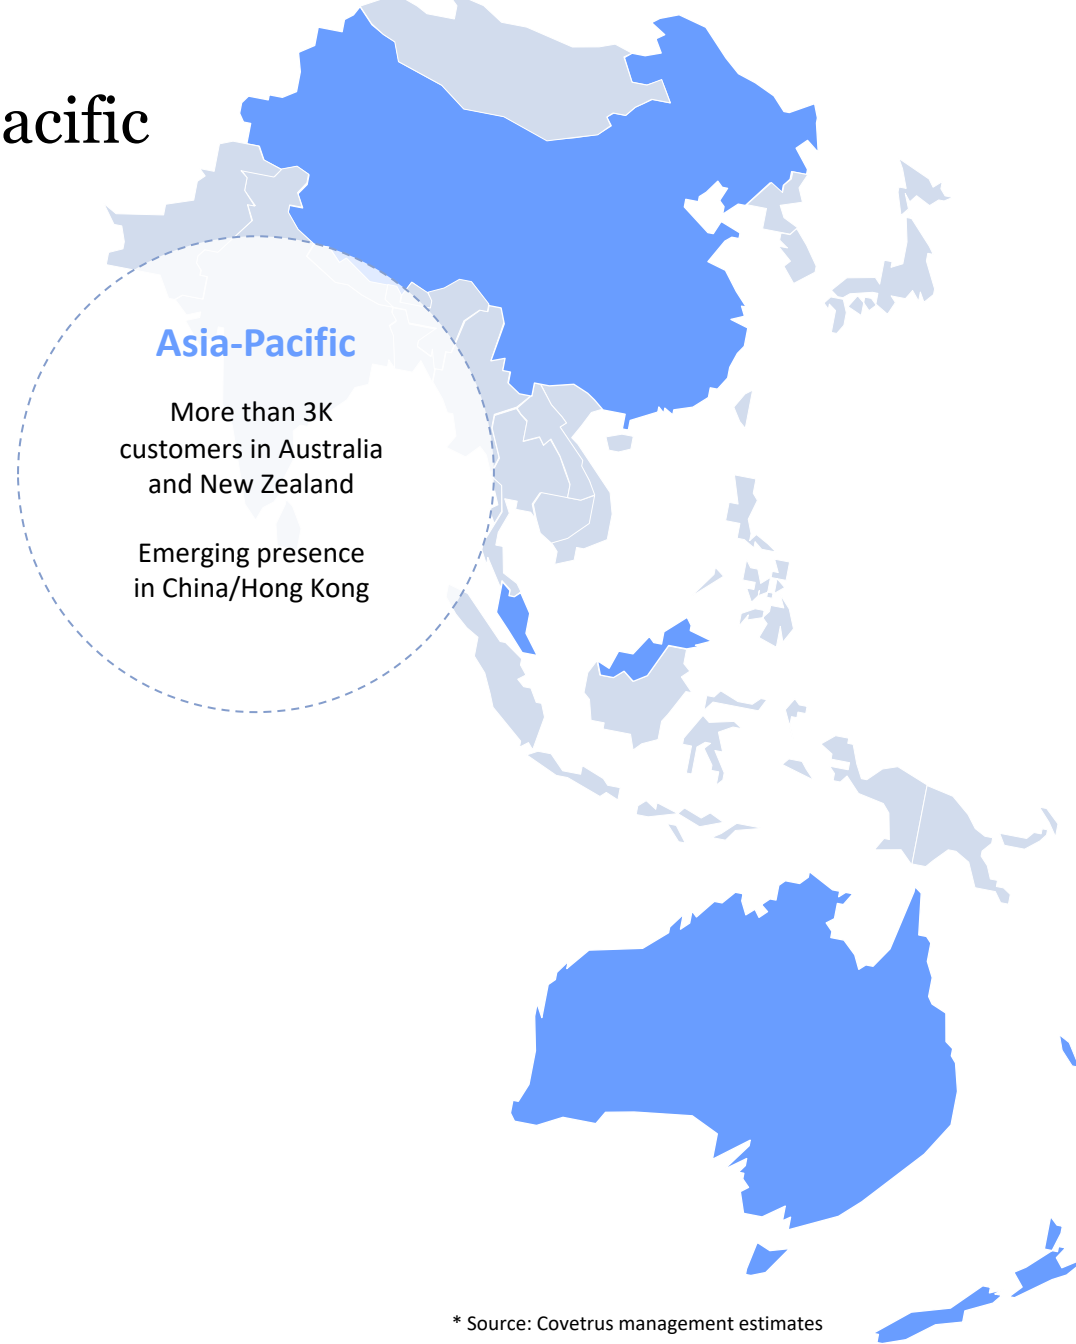 acific
Asia-Pacific
More than 3K
customers in Australia
and New Zealand
Emerging presence
in China/Hong Kong
* Source: Covetrus management estimates